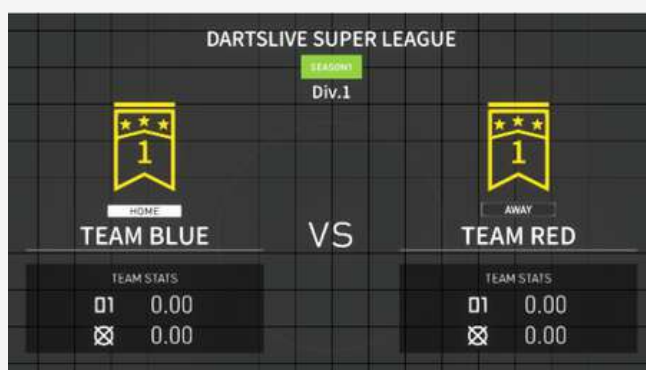 DARTSLIVE SUPER LEAGUE
SEASON1
Div.1
1
1
HOME
AWAY
TEAM BLUE
VS
TEAM RED
TEAM STATS
01 0.00
0.00
TEAM STATS
01 0.00
0.00